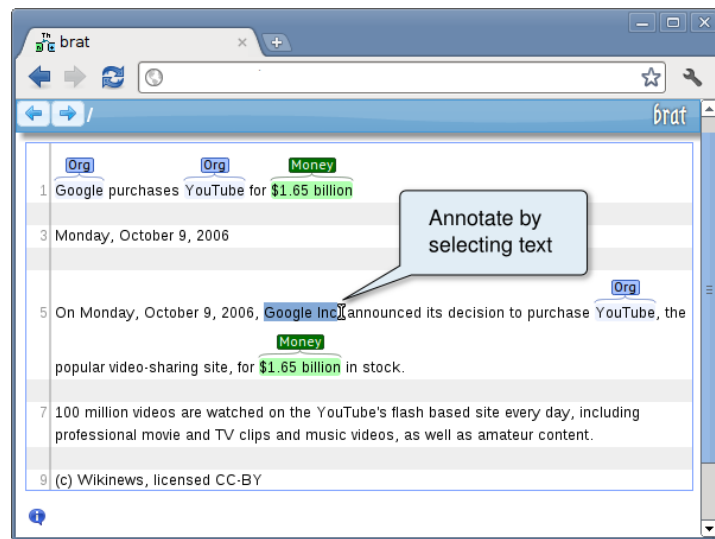 brat
/
brat
Org Org Money
1 Google purchases YouTube for $1.65 billion
Annotate by
selecting text
3 Monday, October 9, 2006
Org
5 On Monday, October 9, 2006, Google Inc announced its decision to purchase YouTube, the
Money
popular video-sharing site, for $1.65 billion in stock.
7 100 million videos are watched on the YouTube's flash based site every day, including
professional movie and TV clips and music videos, as well as amateur content.
9 (c) Wikinews, licensed CC-BY